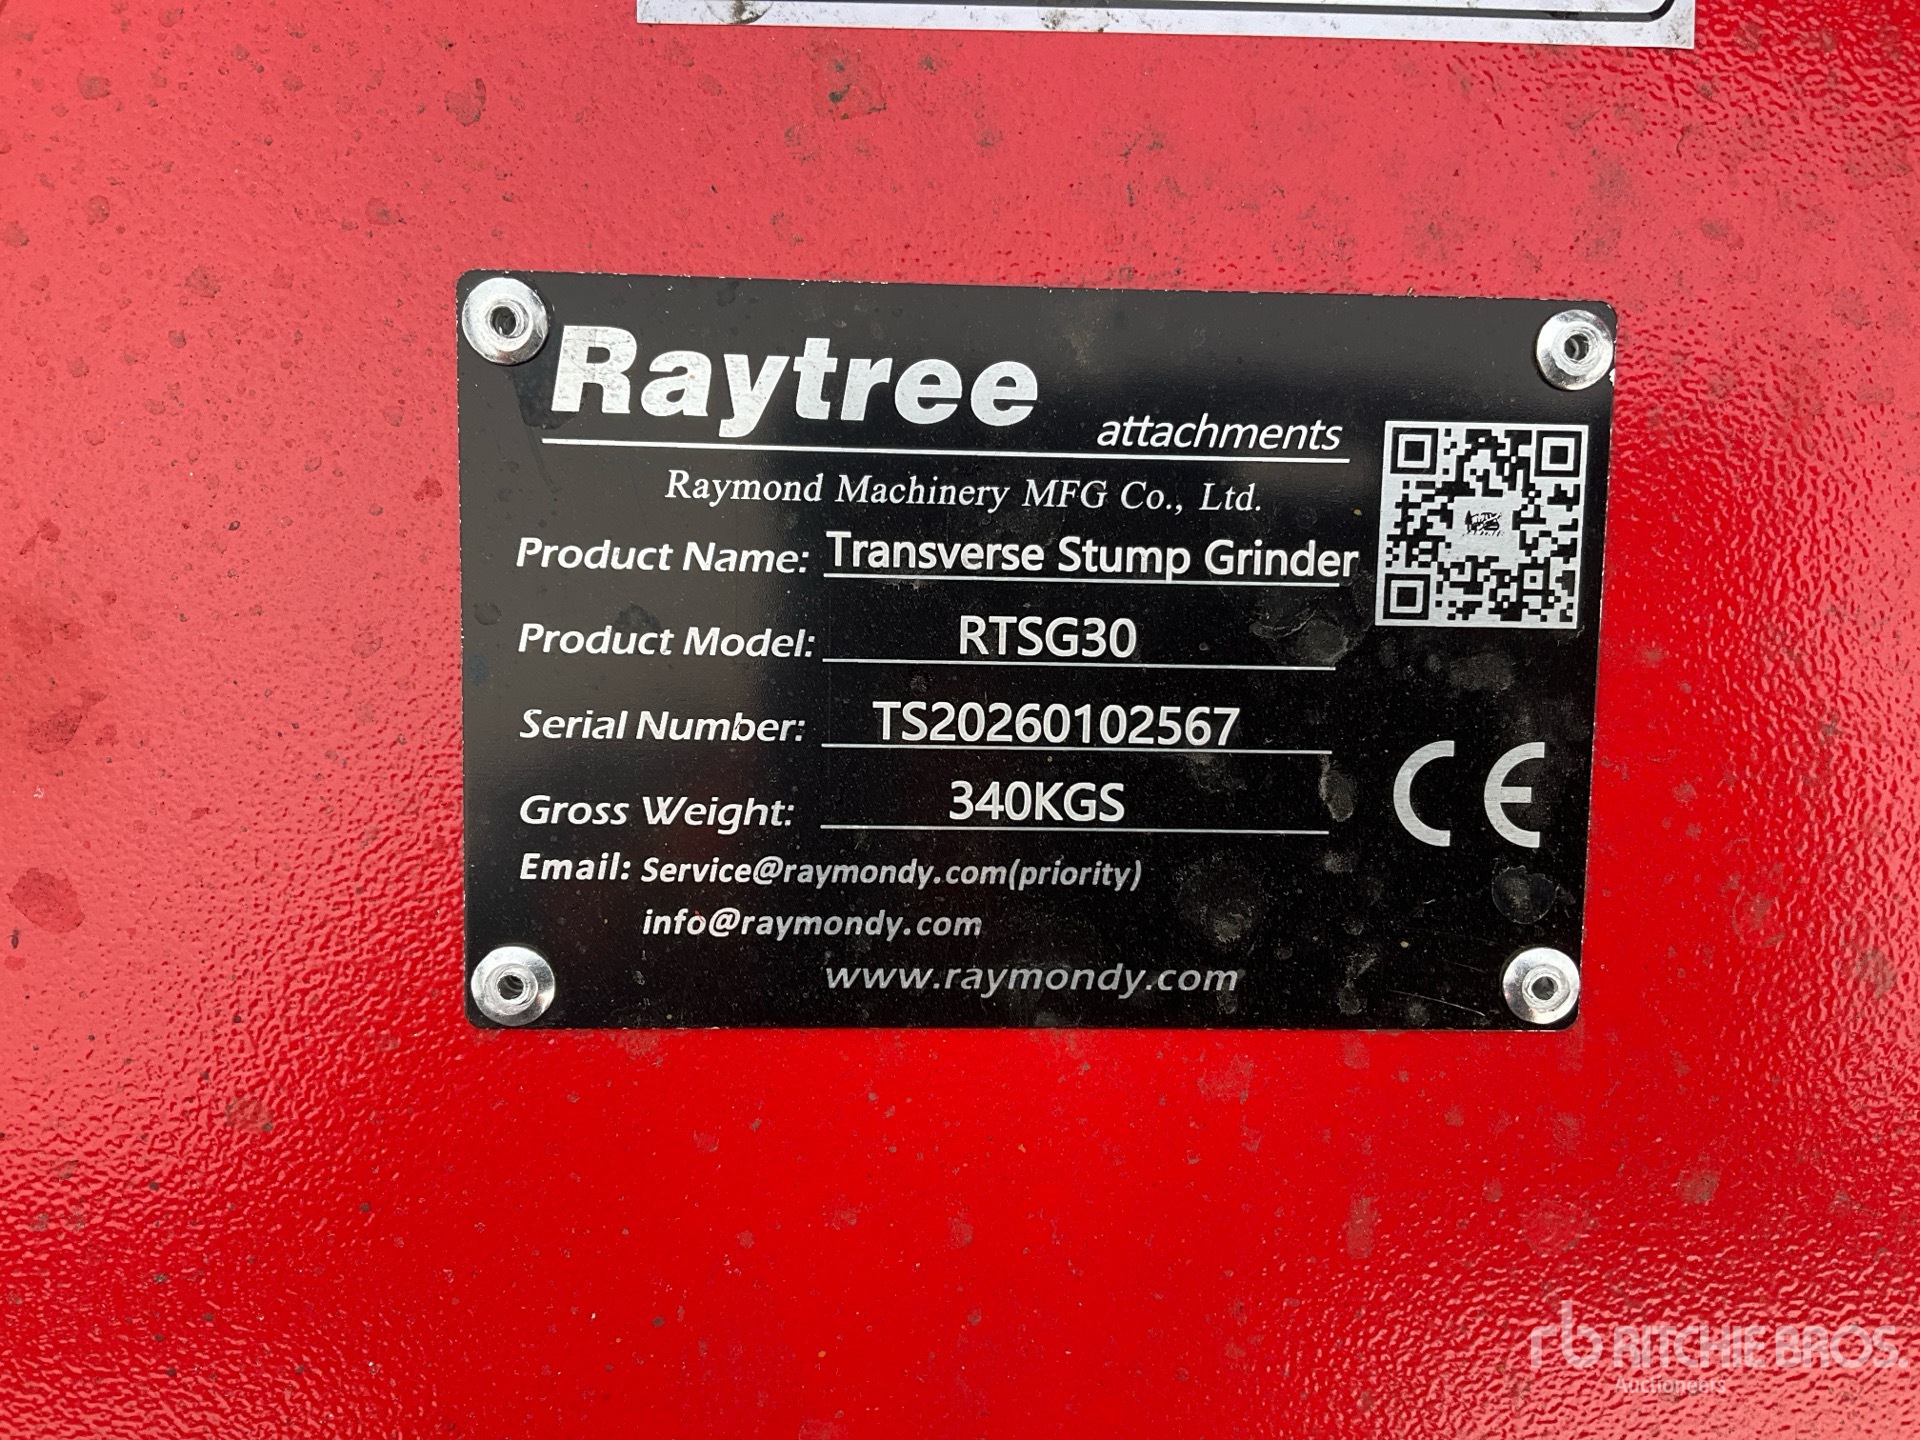 Raytree
attachments
Raymond Machinery MFG Co., Ltd.
Product Name: Transverse Stump Grinder
Product Model: RTSG30
Serial Number: TS20260102567
Gross Weight: 340KGS
Email: Service@raymondy.com(priority)
info@raymondy.com
www.raymondy.com
CE
rb RITCHIE BROS.
Auctioneers